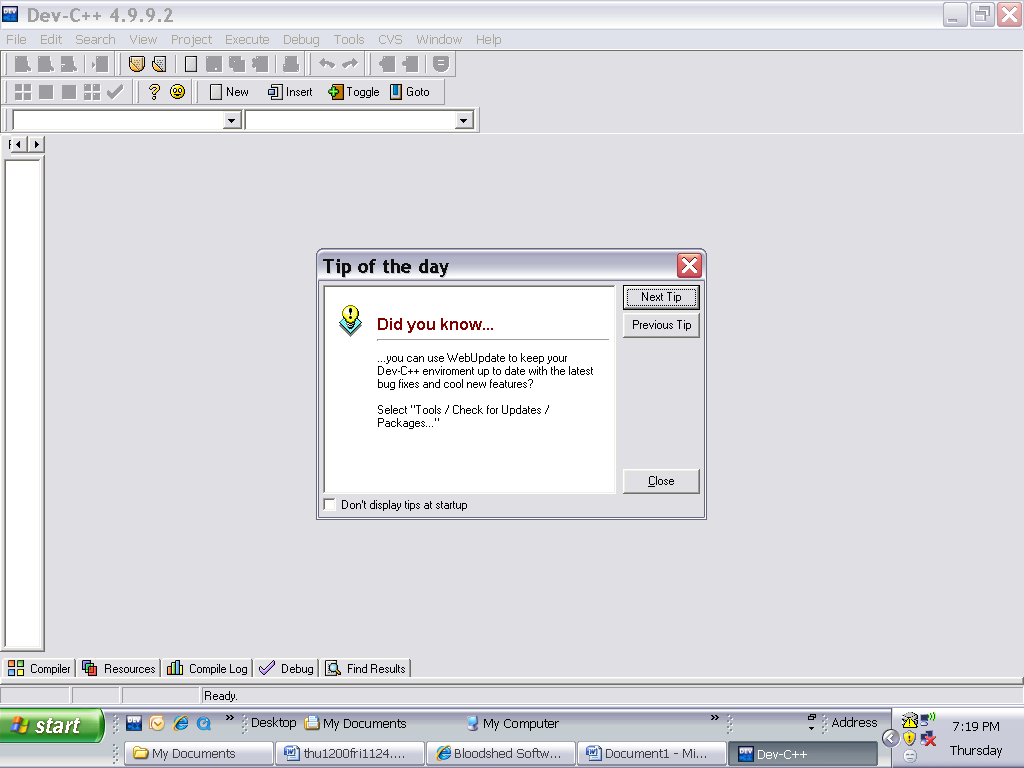 Dev-C++ 4.9.9.2
File Edit Search View Project Execute Debug Tools CVS Window Help
New Insert Toggle Goto
Tip of the day
Did you know...
...you can use WebUpdate to keep your
Dev-C++ enviroment up to date with the latest
bug fixes and cool new features?
Select "Tools / Check for Updates /
Packages..."
Next Tip
Previous Tip
Close
Don't display tips at startup
Compiler Resources Compile Log Debug Find Results
Ready.
start
Desktop My Documents My Computer Address
My Documents thu1200fri1124.... Bloodshed Softw... Document1 - Mi... Dev-C++
7:19 PM
Thursday